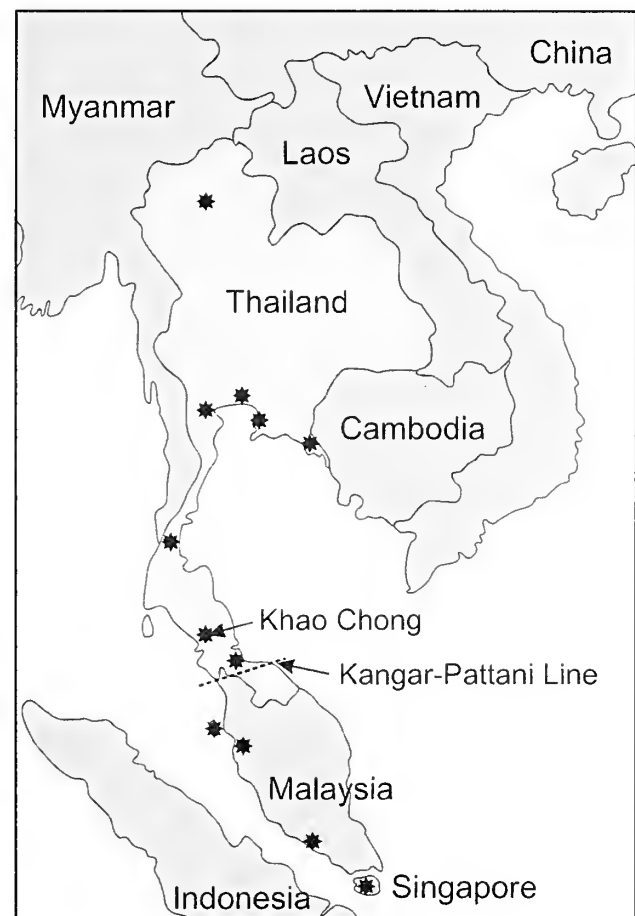 China
Myanmar
Vietnam
Laos
Thailand
Cambodia
Khao Chong
Kangar-Pattani Line
Malaysia
Singapore
Indonesia